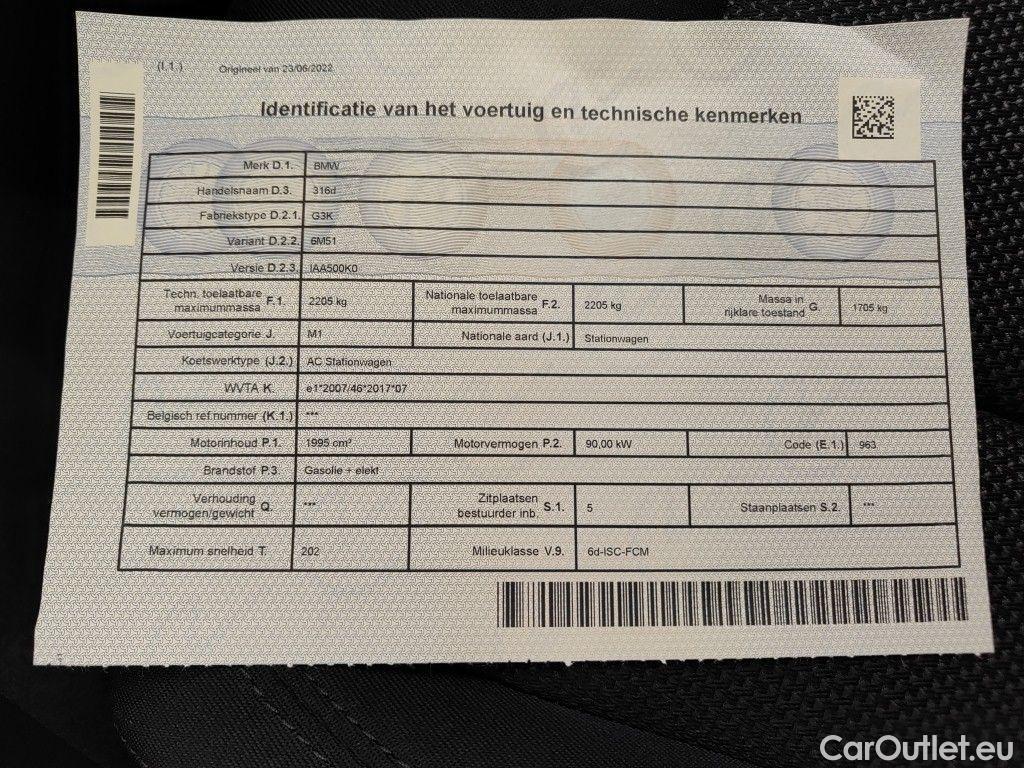 (I.1.) Origineel van 23/06/2022
Identificatie van het voertuig en technische kenmerken
Merk D.1. BMW
Handelsnaam D.3. 316d
Fabriekstype D.2.1. G3K
Variant D.2.2. 6M51
Versie D.2.3. IAA500K0
Techn. toelaatbare maximummassa F.1. 2205 kg Nationale toelaatbare maximummassa F.2. 2205 kg Massa in rijklare toestand G. 1705 kg
Voertuigcategorie J. M1 Nationale aard (J.1.) Stationwagen
Koetswerktype (J.2.) AC Stationwagen
WVTA K. e1*2007/46*2017*07
Belgisch ref.nummer (K.1.) ***
Motorinhoud P.1. 1995 cm³ Motorvermogen P.2. 90,00 kW Code (E.1.) 963
Brandstof P.3. Gasolie + elekt
Verhouding vermogen/gewicht Q. *** Zitplaatsen bestuurder inb. S.1. 5 Staanplaatsen S.2. ***
Maximum snelheid T. 202 Milieuklasse V.9. 6d-ISC-FCM
CarOutlet.eu